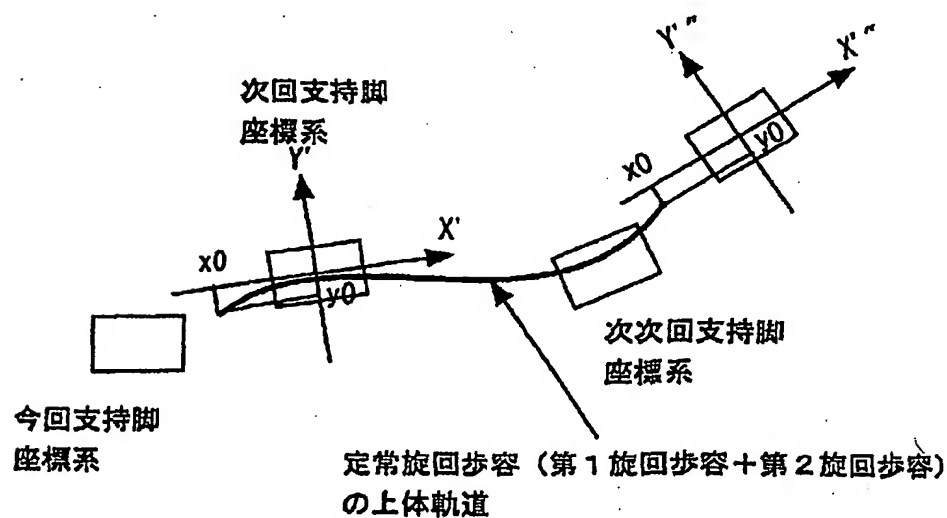 Y'''
X'''
次回支持脚
座標系
Y'
x0
y0
X'
x0
y0
次次回支持脚
座標系
今回支持脚
座標系
定常旋回歩容（第１旋回歩容＋第２旋回歩容）
の上体軌道